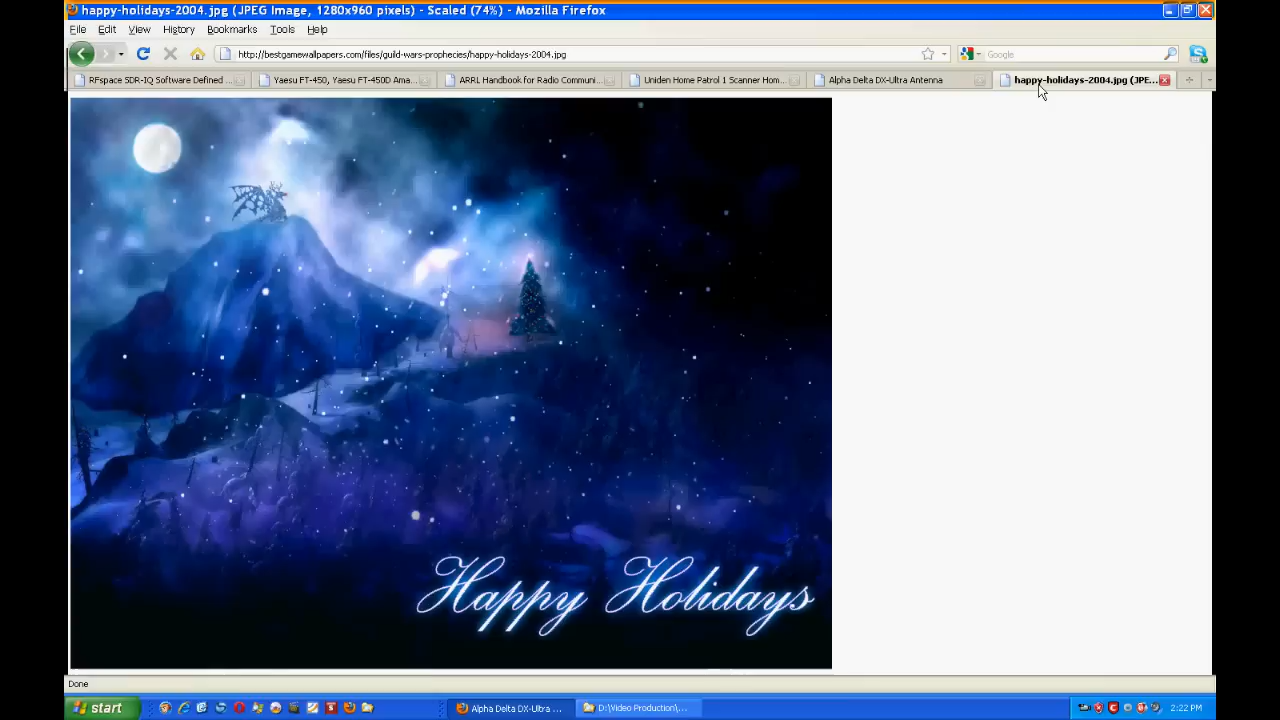 happy-holidays-2004.jpg (JPEG Image, 1280x960 pixels) - Scaled (74%) - Mozilla Firefox
File Edit View History Bookmarks Tools Help
http://bestgamewallpapers.com/files/guild-wars-prophecies/happy-holidays-2004.jpg Google
RFspace SDR-IQ Software Defined ... Yaesu FT-450, Yaesu FT-450D Ama... ARRL Handbook for Radio Communi... Uniden Home Patrol 1 Scanner Hom... Alpha Delta DX-Ultra Antenna happy-holidays-2004.jpg (JPE...
Happy Holidays
Done
start Alpha Delta DX-Ultra ... D:\Video Production\... 2:22 PM